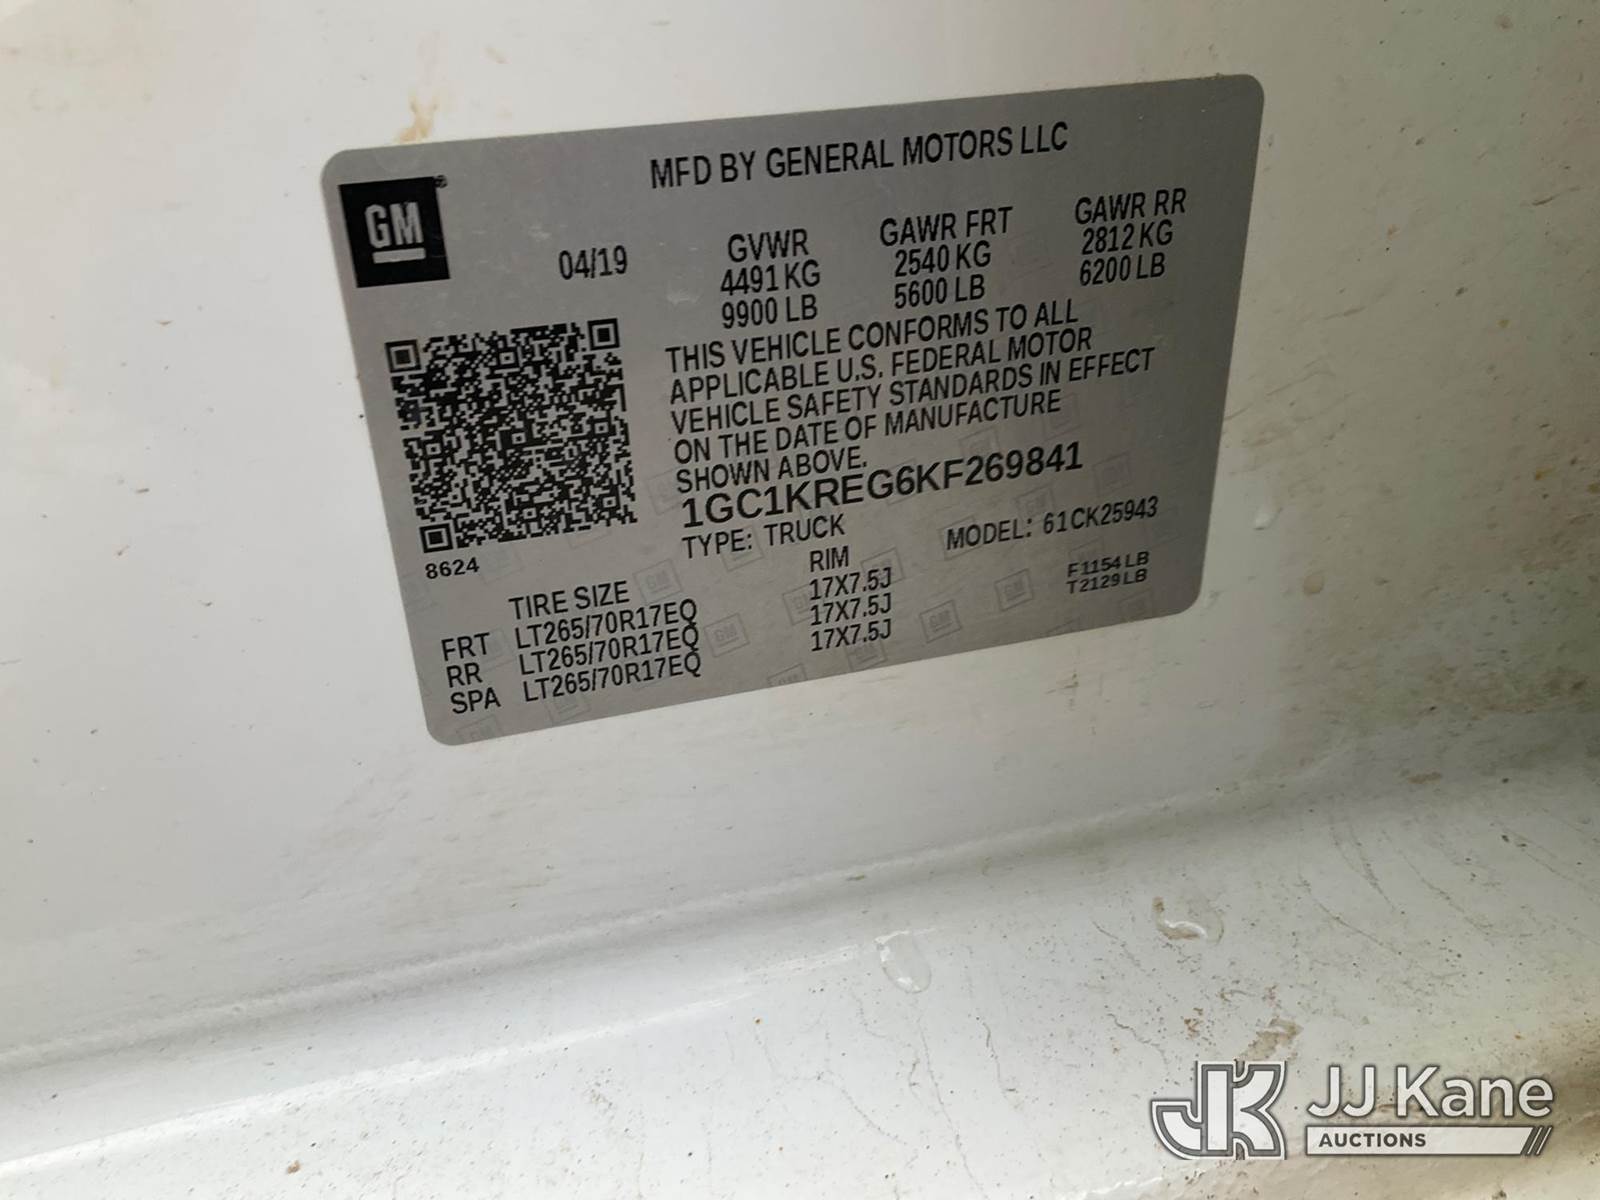 MFD BY GENERAL MOTORS LLC
GM®
04/19
GVWR
4491 KG
9900 LB
GAWR FRT
2540 KG
5600 LB
GAWR RR
2812 KG
6200 LB
THIS VEHICLE CONFORMS TO ALL
APPLICABLE U.S. FEDERAL MOTOR
VEHICLE SAFETY STANDARDS IN EFFECT
ON THE DATE OF MANUFACTURE
SHOWN ABOVE.
1GC1KREG6KF269841
TYPE: TRUCK
MODEL: 61CK25943
8624
TIRE SIZE RIM
FRT LT265/70R17EQ 17X7.5J
RR LT265/70R17EQ 17X7.5J
SPA LT265/70R17EQ 17X7.5J
F1154LB
T2129LB
JK JJ Kane
AUCTIONS